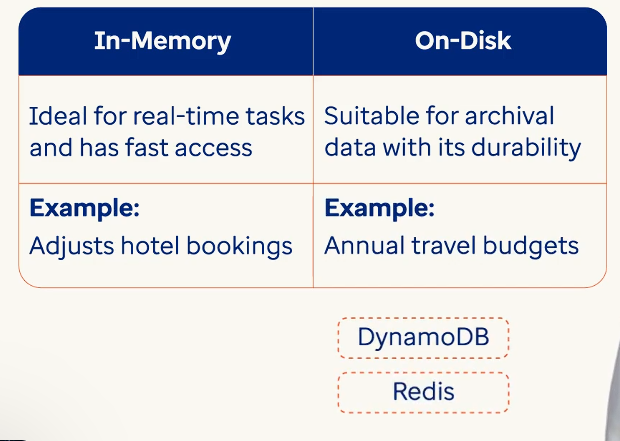 In-Memory
On-Disk
Ideal for real-time tasks
and has fast access
Suitable for archival
data with its durability
Example:
Adjusts hotel bookings
Example:
Annual travel budgets
DynamoDB
Redis